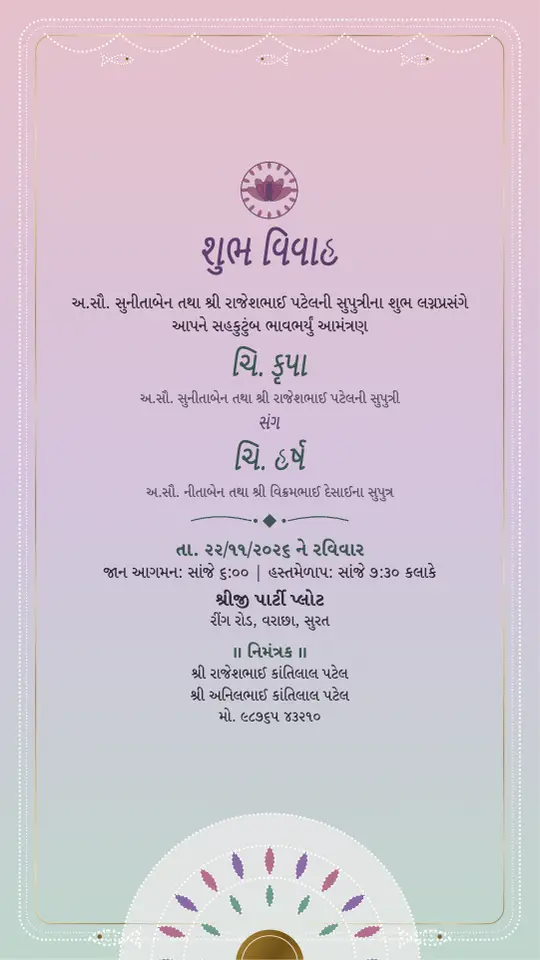 શુભ વિવાહ
અ.સૌ. સુનીતાબેન તથા શ્રી રાજેશભાઈ પટેલની સુપુત્રીના શુભ લગ્નપ્રસંગે
આપને સહકુટુંબ ભાવભર્યું આમંત્રણ
ચિ. કૃપા
અ.સૌ. સુનીતાબેન તથા શ્રી રાજેશભાઈ પટેલની સુપુત્રી
સંગ
ચિ. હર્ષ
અ.સૌ. નીતાબેન તથા શ્રી વિક્રમભાઈ દેસાઈના સુપુત્ર
તા. ૨૨/૧૧/૨૦૨૬ ને રવિવાર
જાન આગમન: સાંજે ૬:૦૦ | હસ્તમેળાપ: સાંજે ૭:૩૦ કલાકે
શ્રીજી પાર્ટી પ્લોટ
રીંગ રોડ, વરાછા, સુરત
॥ નિમંત્રક ॥
શ્રી રાજેશભાઈ કાંતિલાલ પટેલ
શ્રી અનિલભાઈ કાંતિલાલ પટેલ
મો. ૯૮૭૬૫ ૪૩૨૧૦